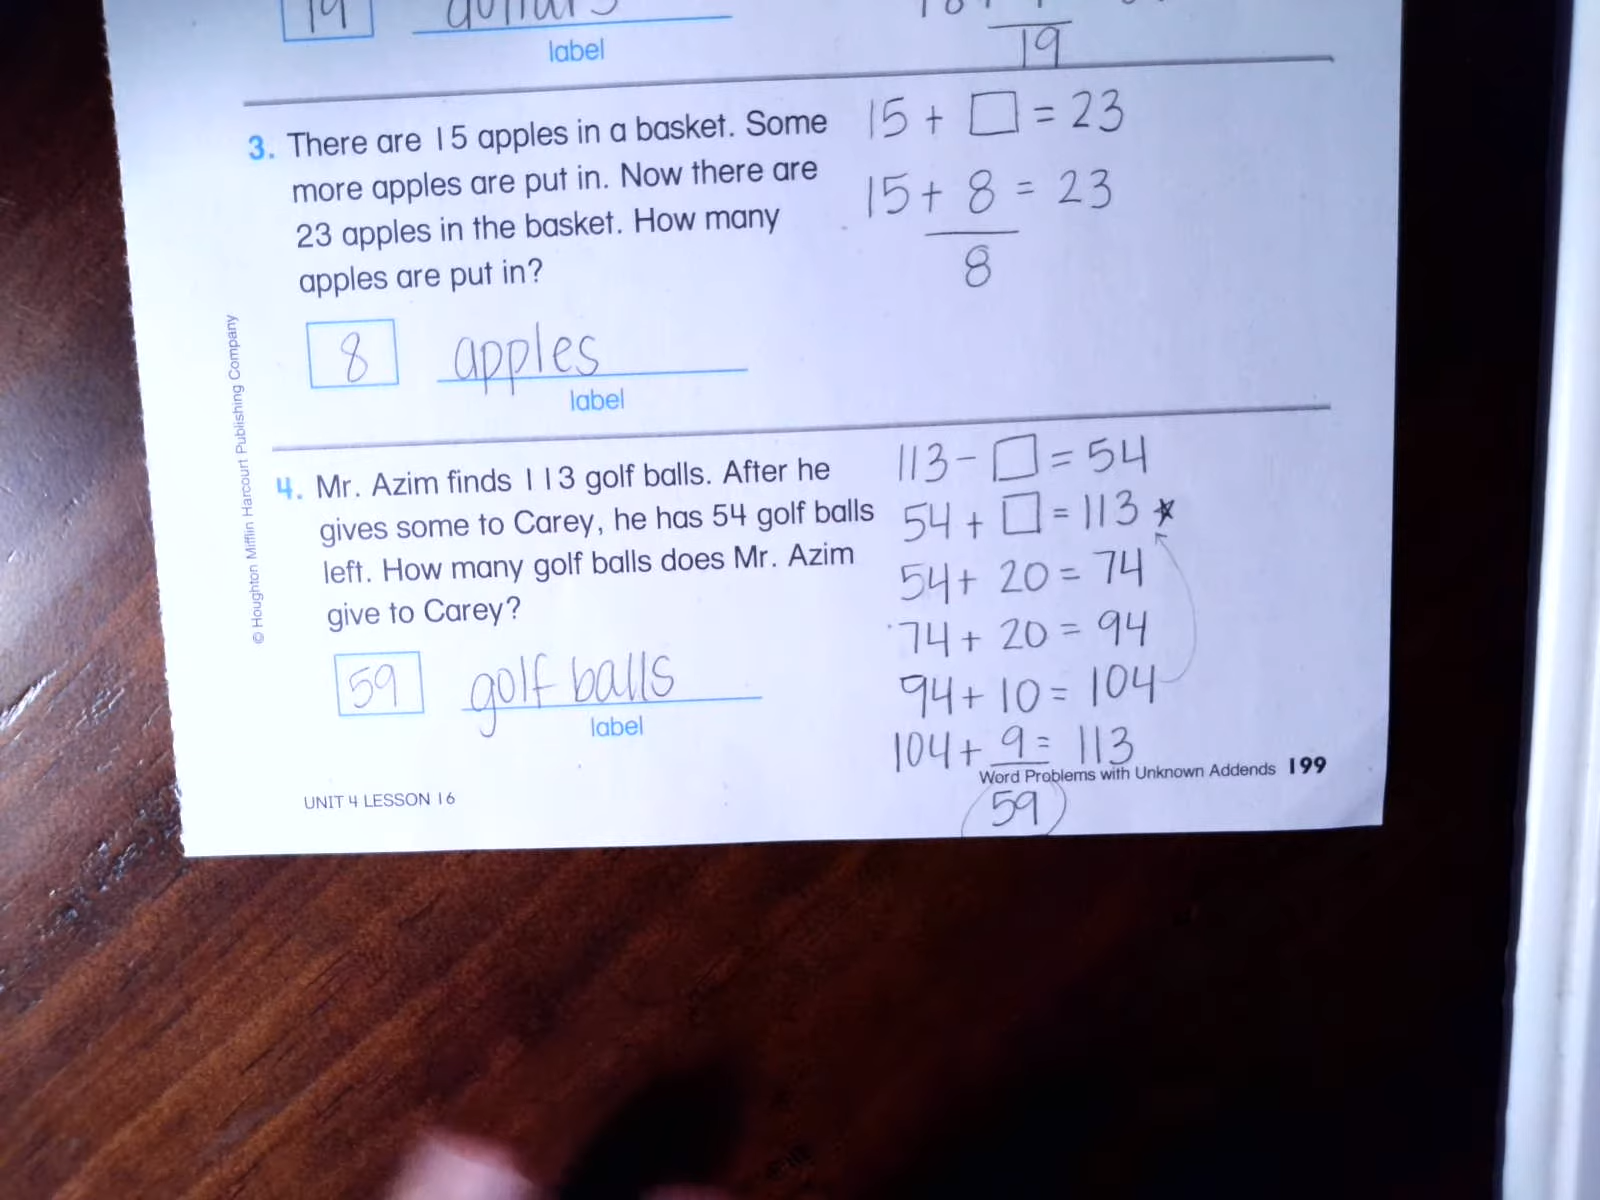 19 dollars
label
19
3. There are 15 apples in a basket. Some
more apples are put in. Now there are
23 apples in the basket. How many
apples are put in?
15 + □ = 23
15 + 8 = 23
8
8 apples
label
4. Mr. Azim finds 113 golf balls. After he
gives some to Carey, he has 54 golf balls
left. How many golf balls does Mr. Azim
give to Carey?
113 - □ = 54
54 + □ = 113 ★
54 + 20 = 74
74 + 20 = 94
94 + 10 = 104
104 + 9 = 113
59
59 golf balls
label
© Houghton Mifflin Harcourt Publishing Company
UNIT 4 LESSON 16
Word Problems with Unknown Addends 199